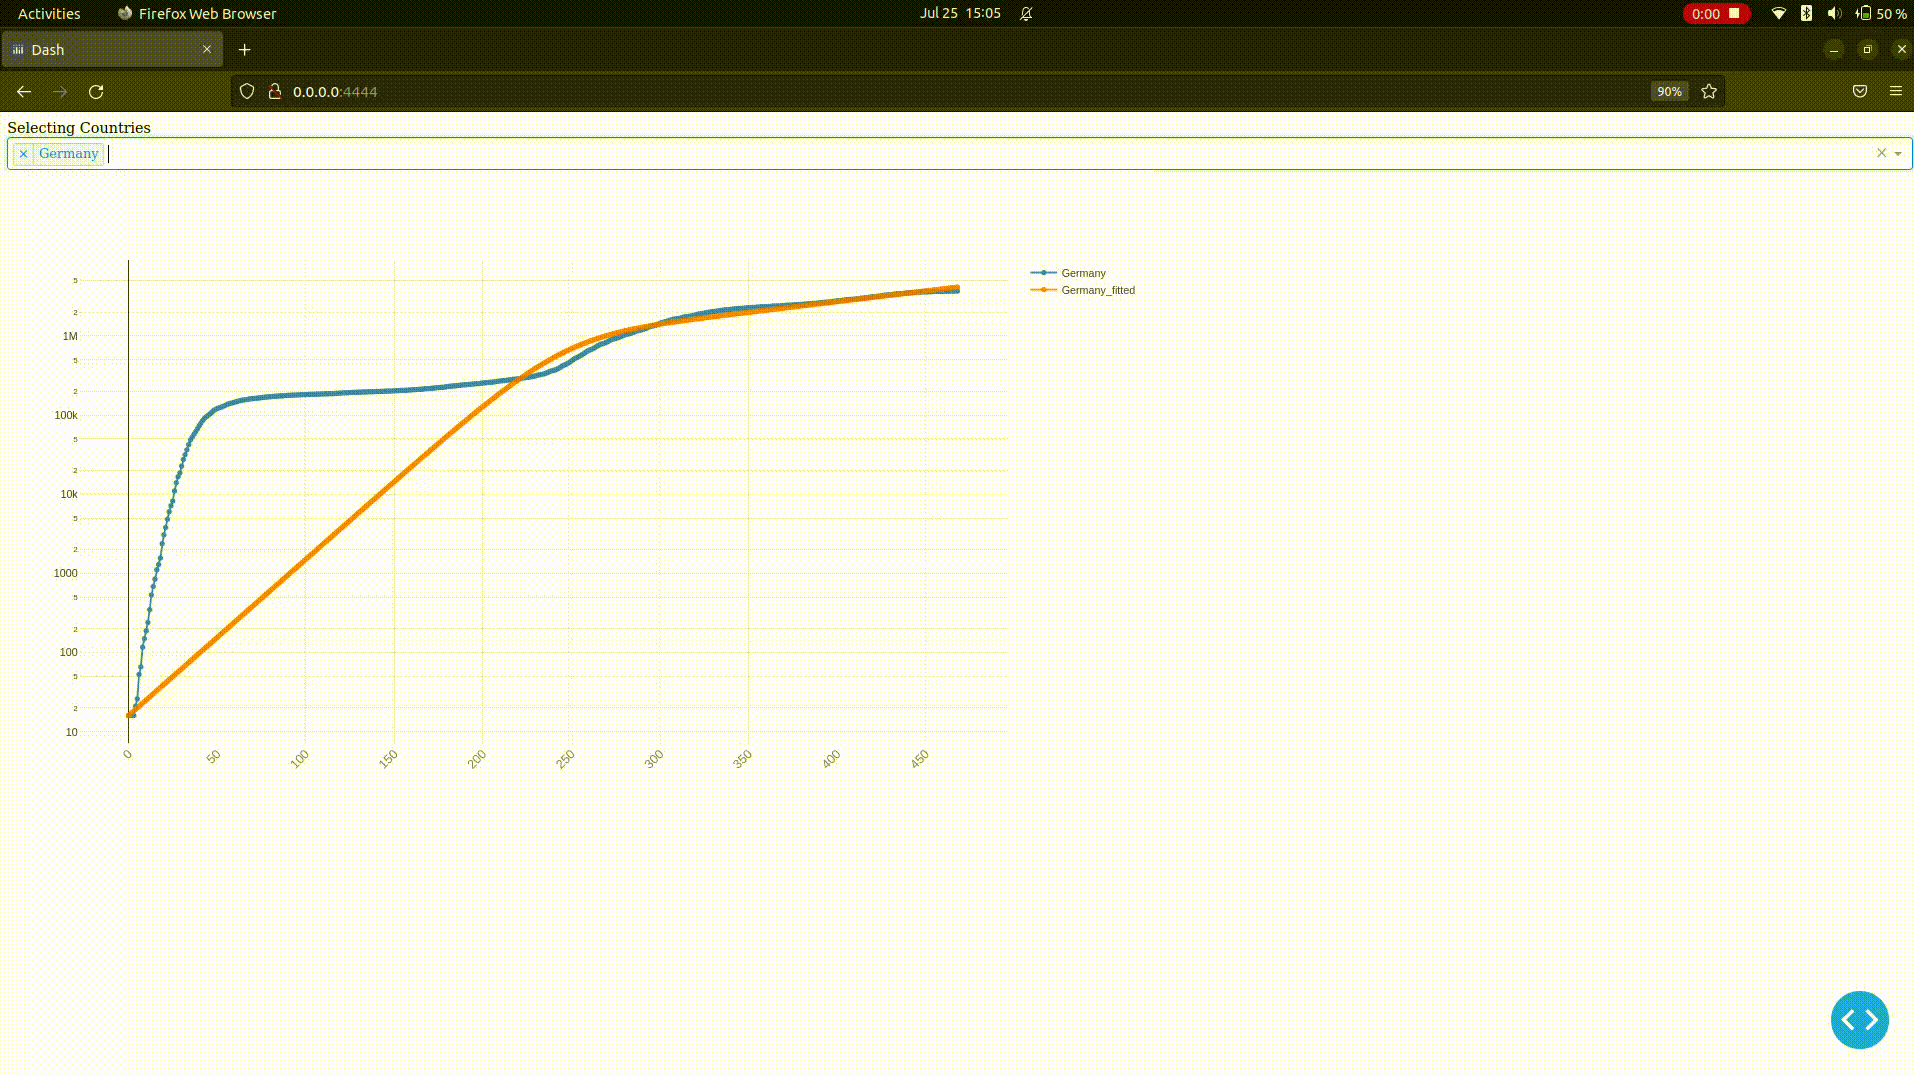 Activities Firefox Web Browser Jul 25 15:05 0:00 50 %
Dash
0.0.0.0:4444 90%
Selecting Countries
× Germany
Germany
Germany_fitted
5
2
1M
5
2
100k
5
2
10k
5
2
1000
5
2
100
5
2
10
0 50 100 150 200 250 300 350 400 450